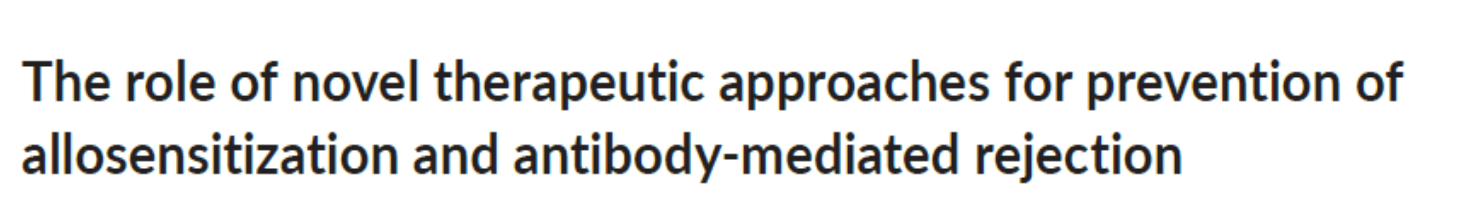 The role of novel therapeutic approaches for prevention of
allosensitization and antibody-mediated rejection